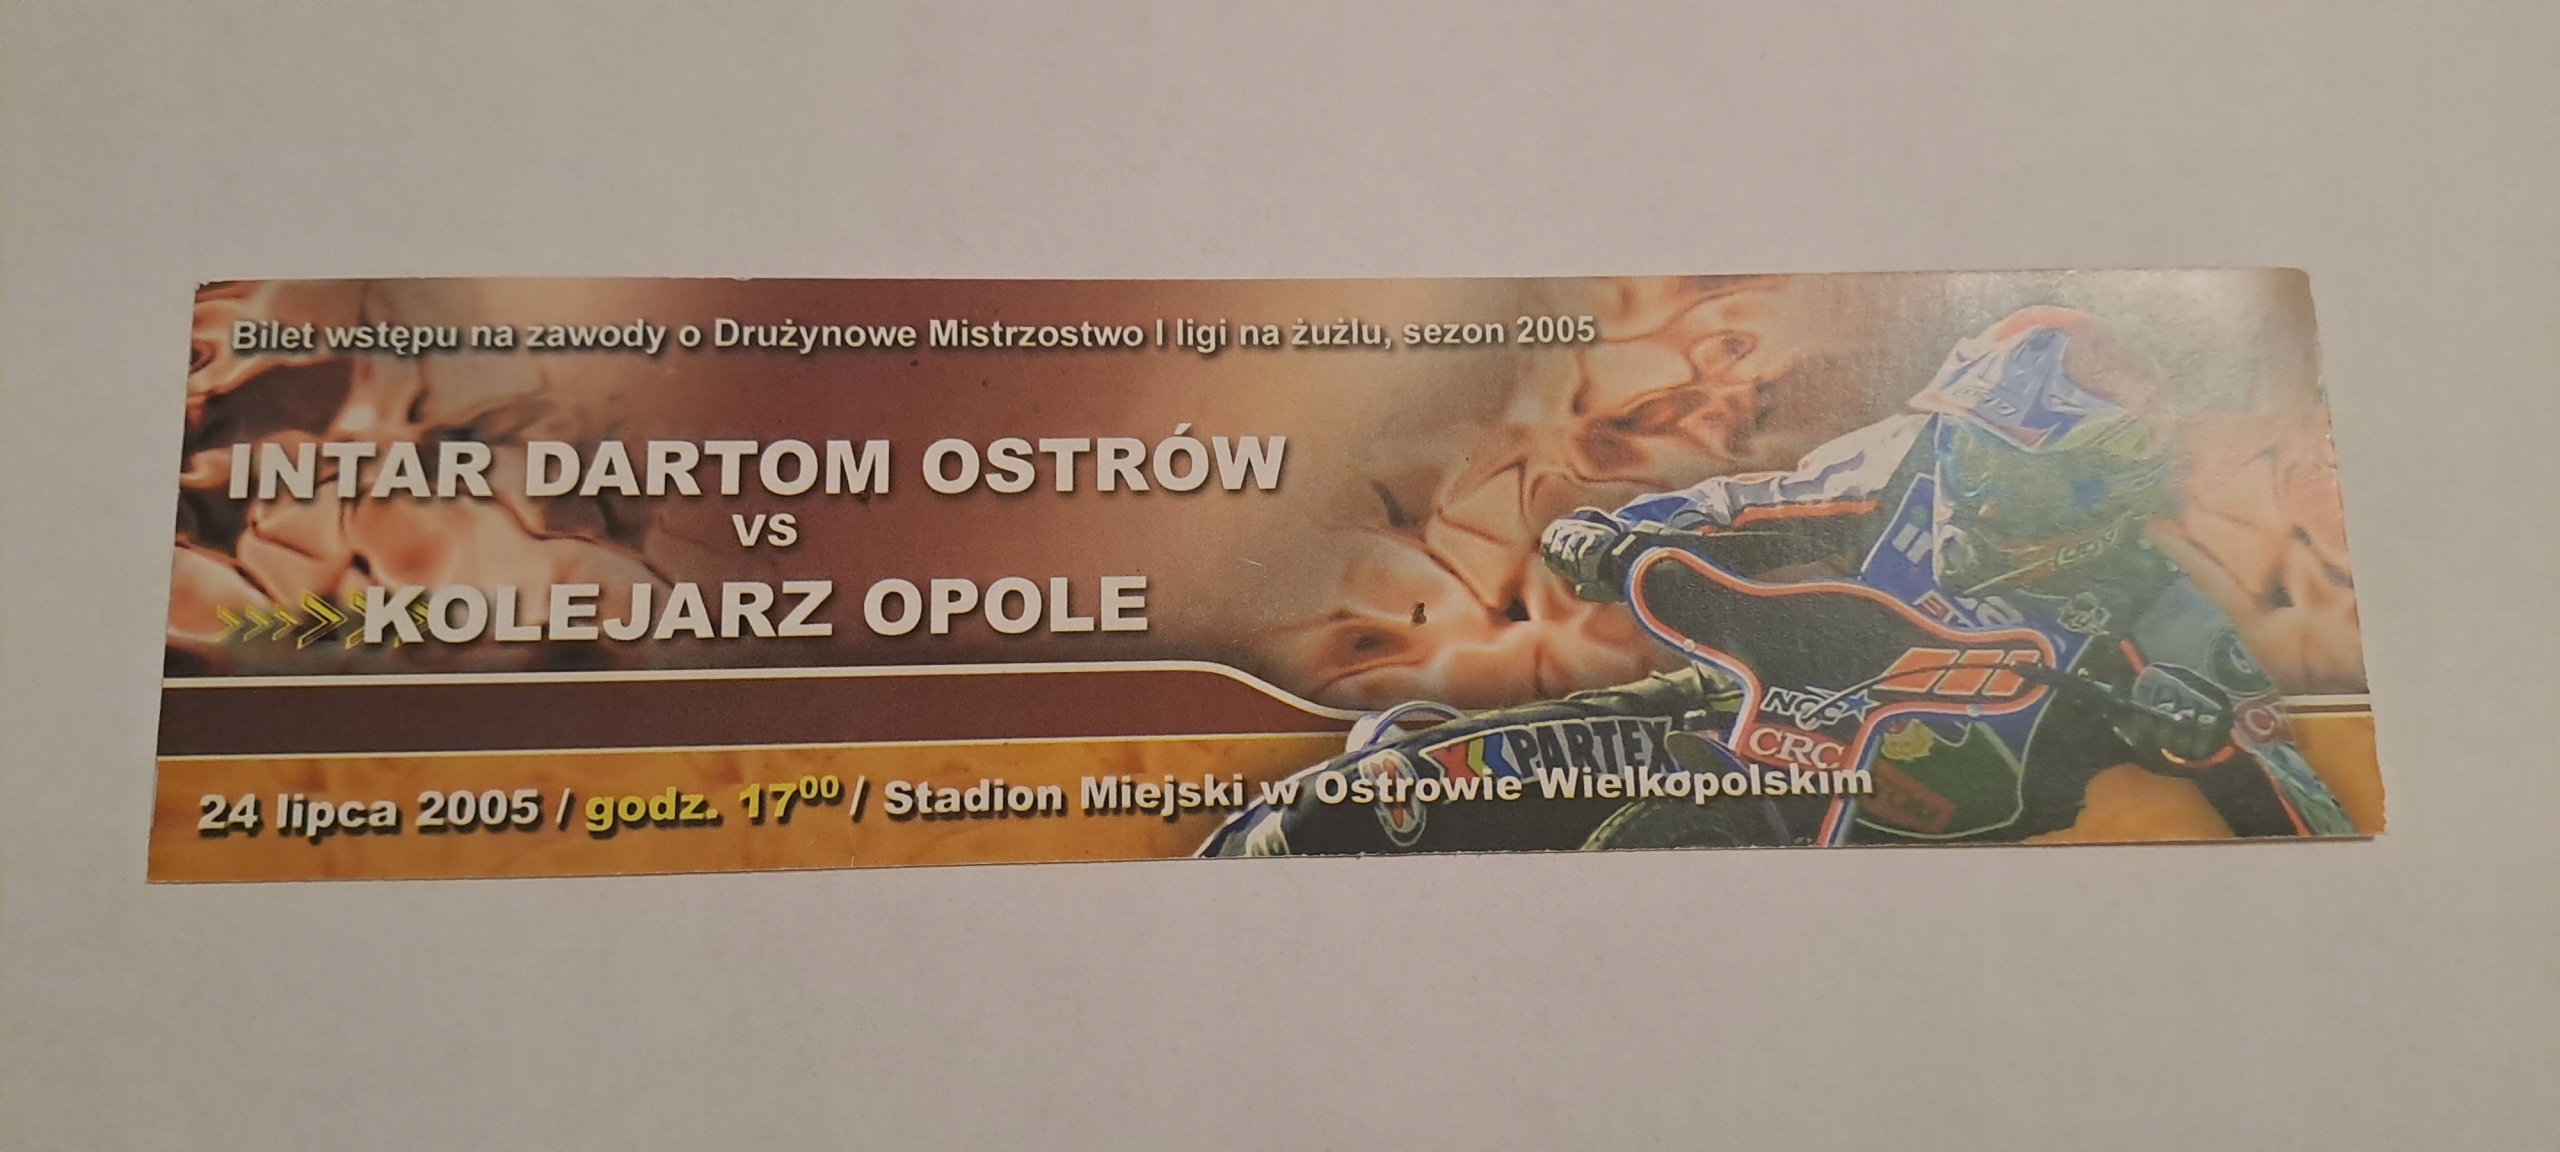 Bilet wstępu na zawody o Drużynowe Mistrzostwo I ligi na żużlu, sezon 2005
INTAR DARTOM OSTRÓW
VS
KOLEJARZ OPOLE
NGK
CRC
PARTEX
24 lipca 2005 / godz. 17⁰⁰ / Stadion Miejski w Ostrowie Wielkopolskim